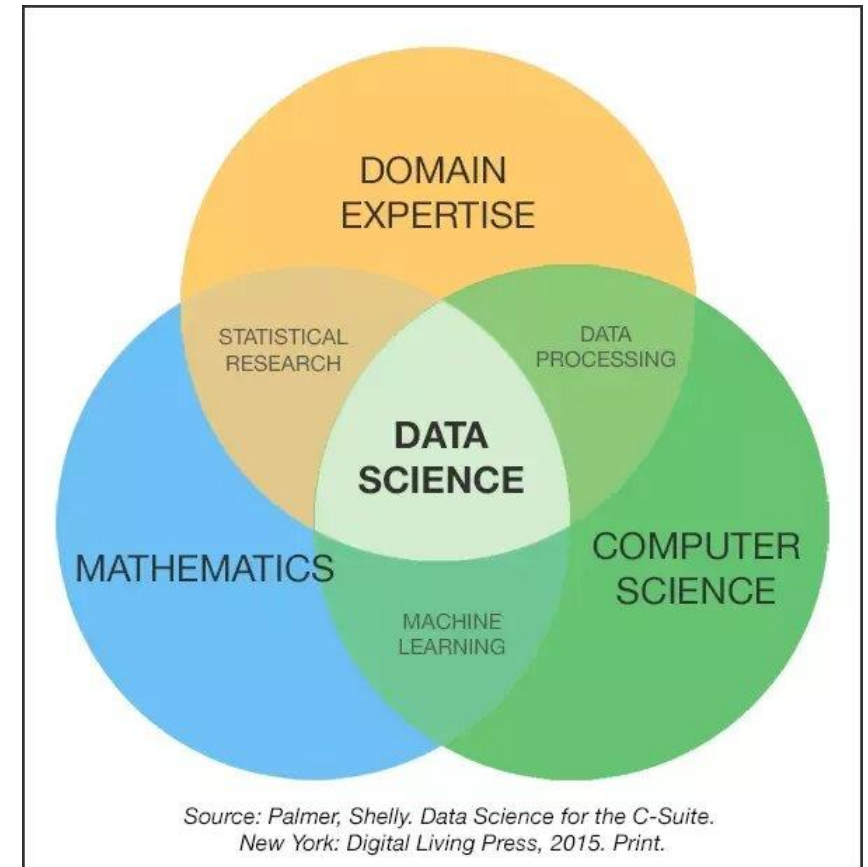 DOMAIN
EXPERTISE
STATISTICAL
RESEARCH
DATA
PROCESSING
DATA
SCIENCE
MATHEMATICS
COMPUTER
SCIENCE
MACHINE
LEARNING
Source: Palmer, Shelly. Data Science for the C-Suite.
New York: Digital Living Press, 2015. Print.